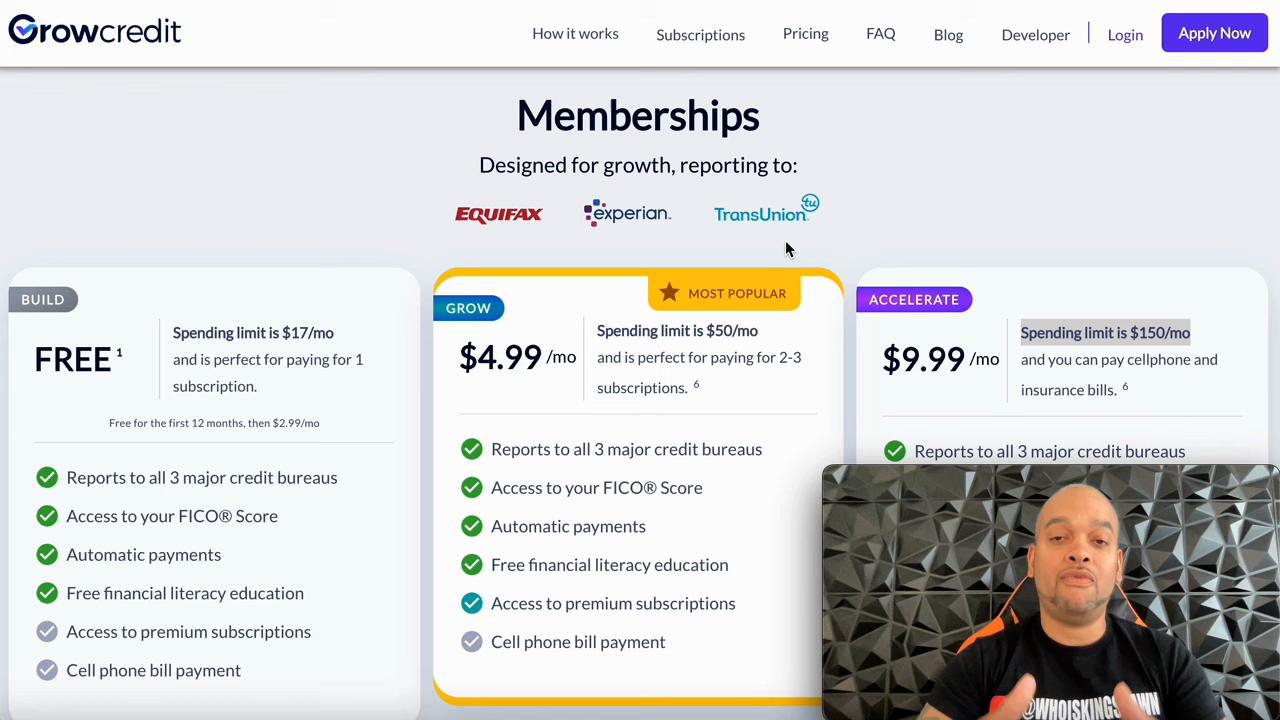 Growcredit
How it works
Subscriptions
Pricing
FAQ
Blog
Developer
Login
Apply Now
Memberships
Designed for growth, reporting to:
EQUIFAX
experian.
TransUnion
tu
BUILD
FREE 1
Spending limit is $17/mo
and is perfect for paying for 1
subscription.
Free for the first 12 months, then $2.99/mo
Reports to all 3 major credit bureaus
Access to your FICO® Score
Automatic payments
Free financial literacy education
Access to premium subscriptions
Cell phone bill payment
MOST POPULAR
GROW
$4.99 /mo
Spending limit is $50/mo
and is perfect for paying for 2-3
subscriptions. 6
Reports to all 3 major credit bureaus
Access to your FICO® Score
Automatic payments
Free financial literacy education
Access to premium subscriptions
Cell phone bill payment
ACCELERATE
$9.99 /mo
Spending limit is $150/mo
and you can pay cellphone and
insurance bills. 6
Reports to all 3 major credit bureaus